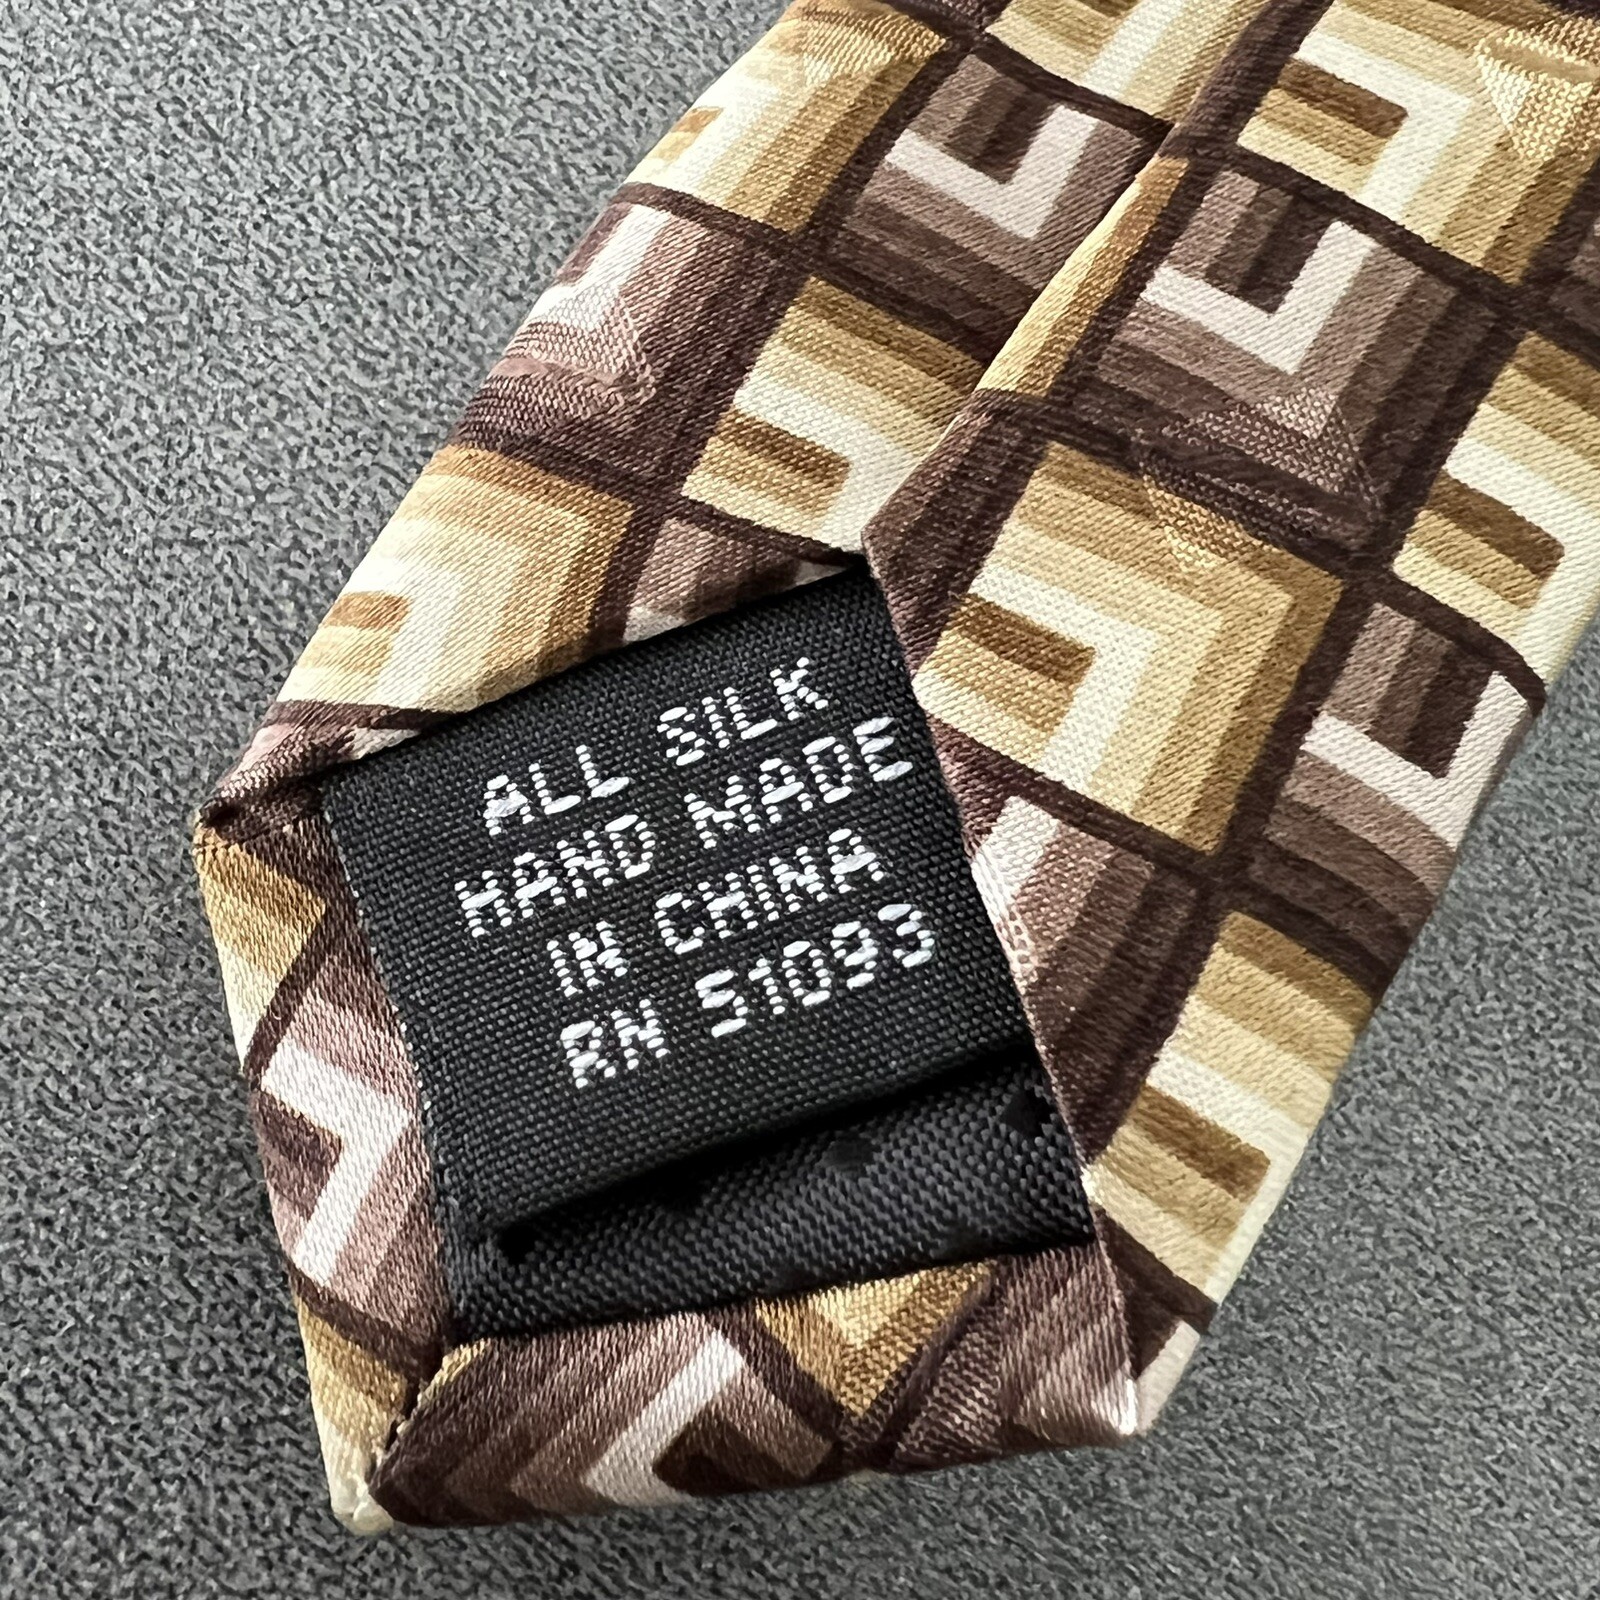 ALL SILK
HAND MADE
IN CHINA
RN 51093